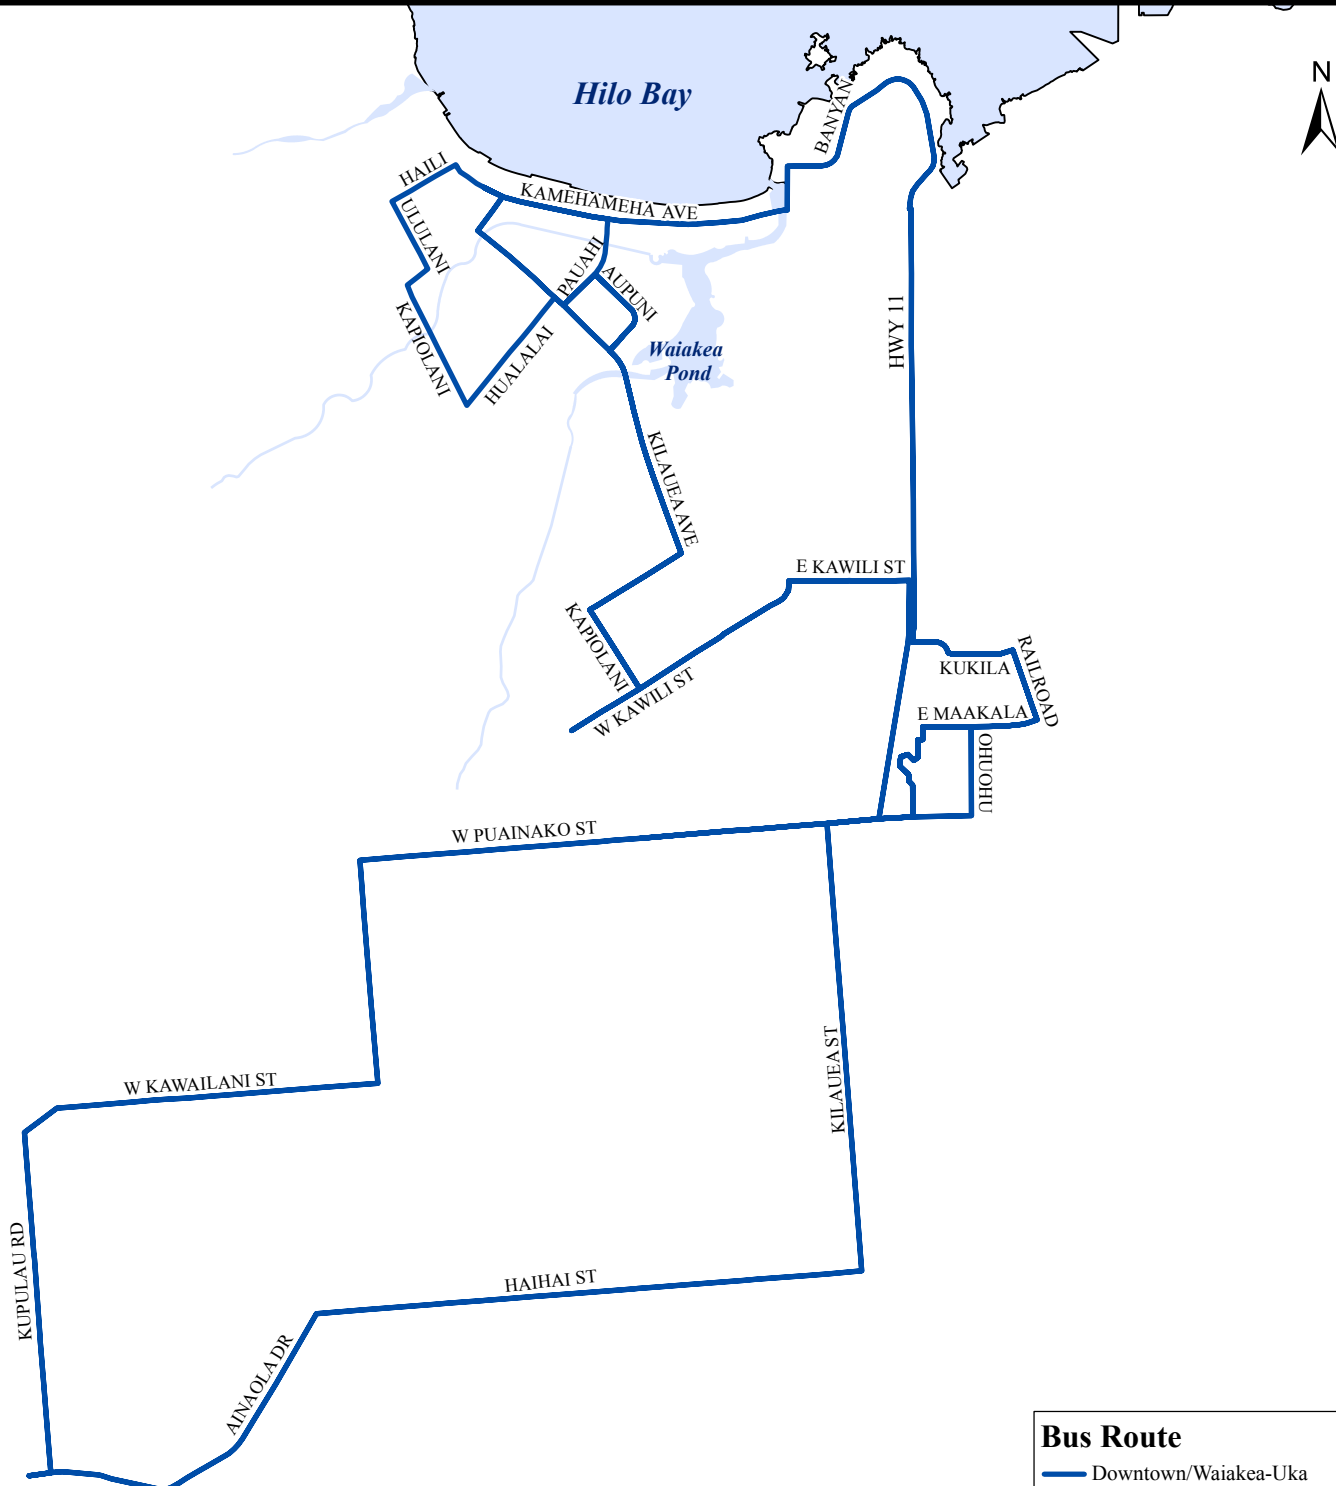 N
Hilo Bay
BANYAN
HAILI
KAMEHAMEHA AVE
ULULANI
PAUAHI
AUPUNI
KAPIOLANI
HUALALAI
HWY 11
Waiakea
Pond
KILAUEA AVE
E KAWILI ST
KAPIOLANI
W KAWILI ST
KUKILA
RAILROAD
E MAAKALA
OHUOHU
W PUAINAKO ST
W KAWAILANI ST
KILAUEA ST
KUPULAU RD
HAIHAI ST
AINAOLA DR
Bus Route
Downtown/Waiakea-Uka